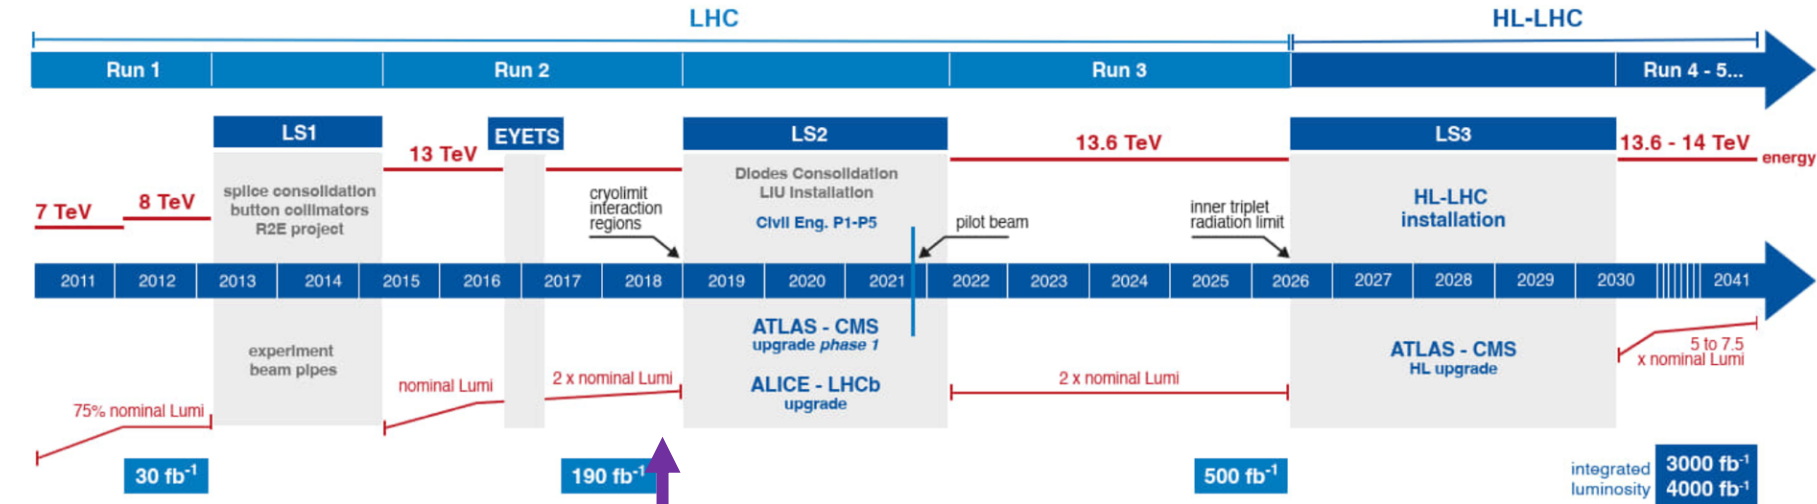 LHC
HL-LHC
Run 1
Run 2
Run 3
Run 4 - 5...
LS1
EYETS
LS2
LS3
13 TeV
13.6 TeV
13.6 - 14 TeV
energy
7 TeV
8 TeV
splice consolidation
button collimators
R2E project
cryolimit
interaction
regions
Diodes Consolidation
LIU Installation
Civil Eng. P1-P5
pilot beam
inner triplet
radiation limit
HL-LHC
installation
2011
2012
2013
2014
2015
2016
2017
2018
2019
2020
2021
2022
2023
2024
2025
2026
2027
2028
2029
2030
2041
experiment
beam pipes
ATLAS - CMS
upgrade phase 1
ALICE - LHCb
upgrade
ATLAS - CMS
HL upgrade
75% nominal Lumi
nominal Lumi
2 x nominal Lumi
2 x nominal Lumi
5 to 7.5
x nominal Lumi
30 fb⁻¹
190 fb⁻¹
500 fb⁻¹
integrated
luminosity
3000 fb⁻¹
4000 fb⁻¹